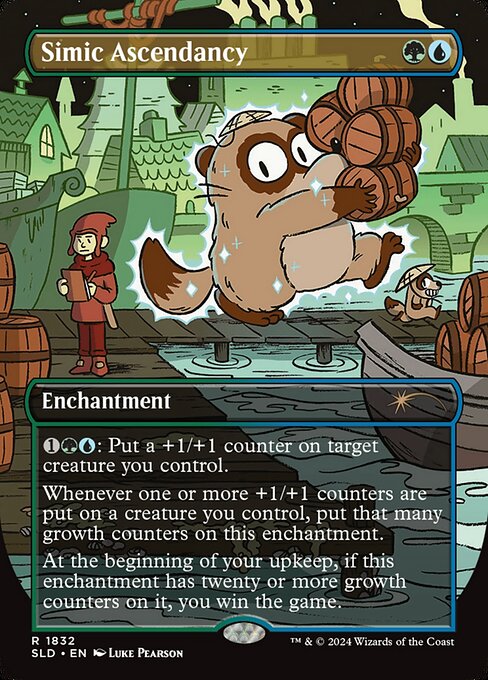 Simic Ascendancy
Enchantment
1: Put a +1/+1 counter on target
creature you control.
Whenever one or more +1/+1 counters are
put on a creature you control, put that many
growth counters on this enchantment.
At the beginning of your upkeep, if this
enchantment has twenty or more growth
counters on it, you win the game.
R 1832
SLD • EN Luke Pearson
™ & © 2024 Wizards of the Coast